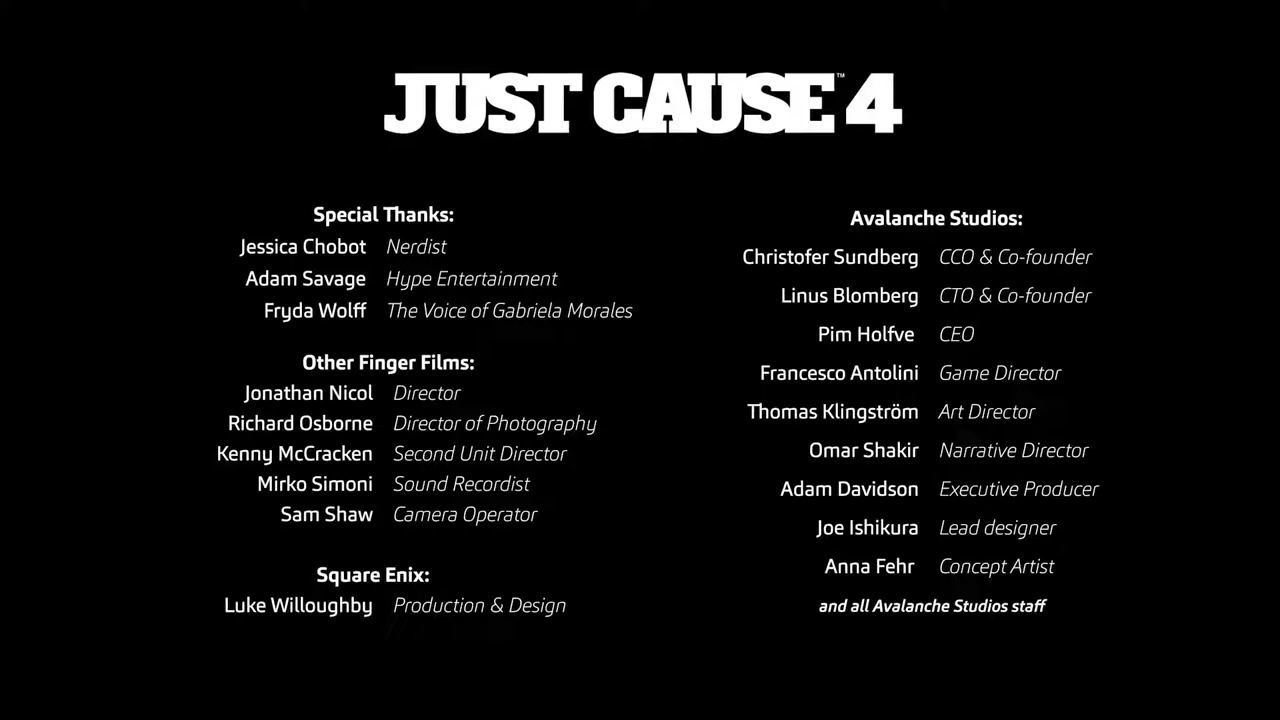 JUST CAUSE™ 4
Special Thanks:
Jessica Chobot Nerdist
Adam Savage Hype Entertainment
Fryda Wolff The Voice of Gabriela Morales
Other Finger Films:
Jonathan Nicol Director
Richard Osborne Director of Photography
Kenny McCracken Second Unit Director
Mirko Simoni Sound Recordist
Sam Shaw Camera Operator
Square Enix:
Luke Willoughby Production & Design
Avalanche Studios:
Christofer Sundberg CCO & Co-founder
Linus Blomberg CTO & Co-founder
Pim Holfve CEO
Francesco Antolini Game Director
Thomas Klingström Art Director
Omar Shakir Narrative Director
Adam Davidson Executive Producer
Joe Ishikura Lead designer
Anna Fehr Concept Artist
and all Avalanche Studios staff